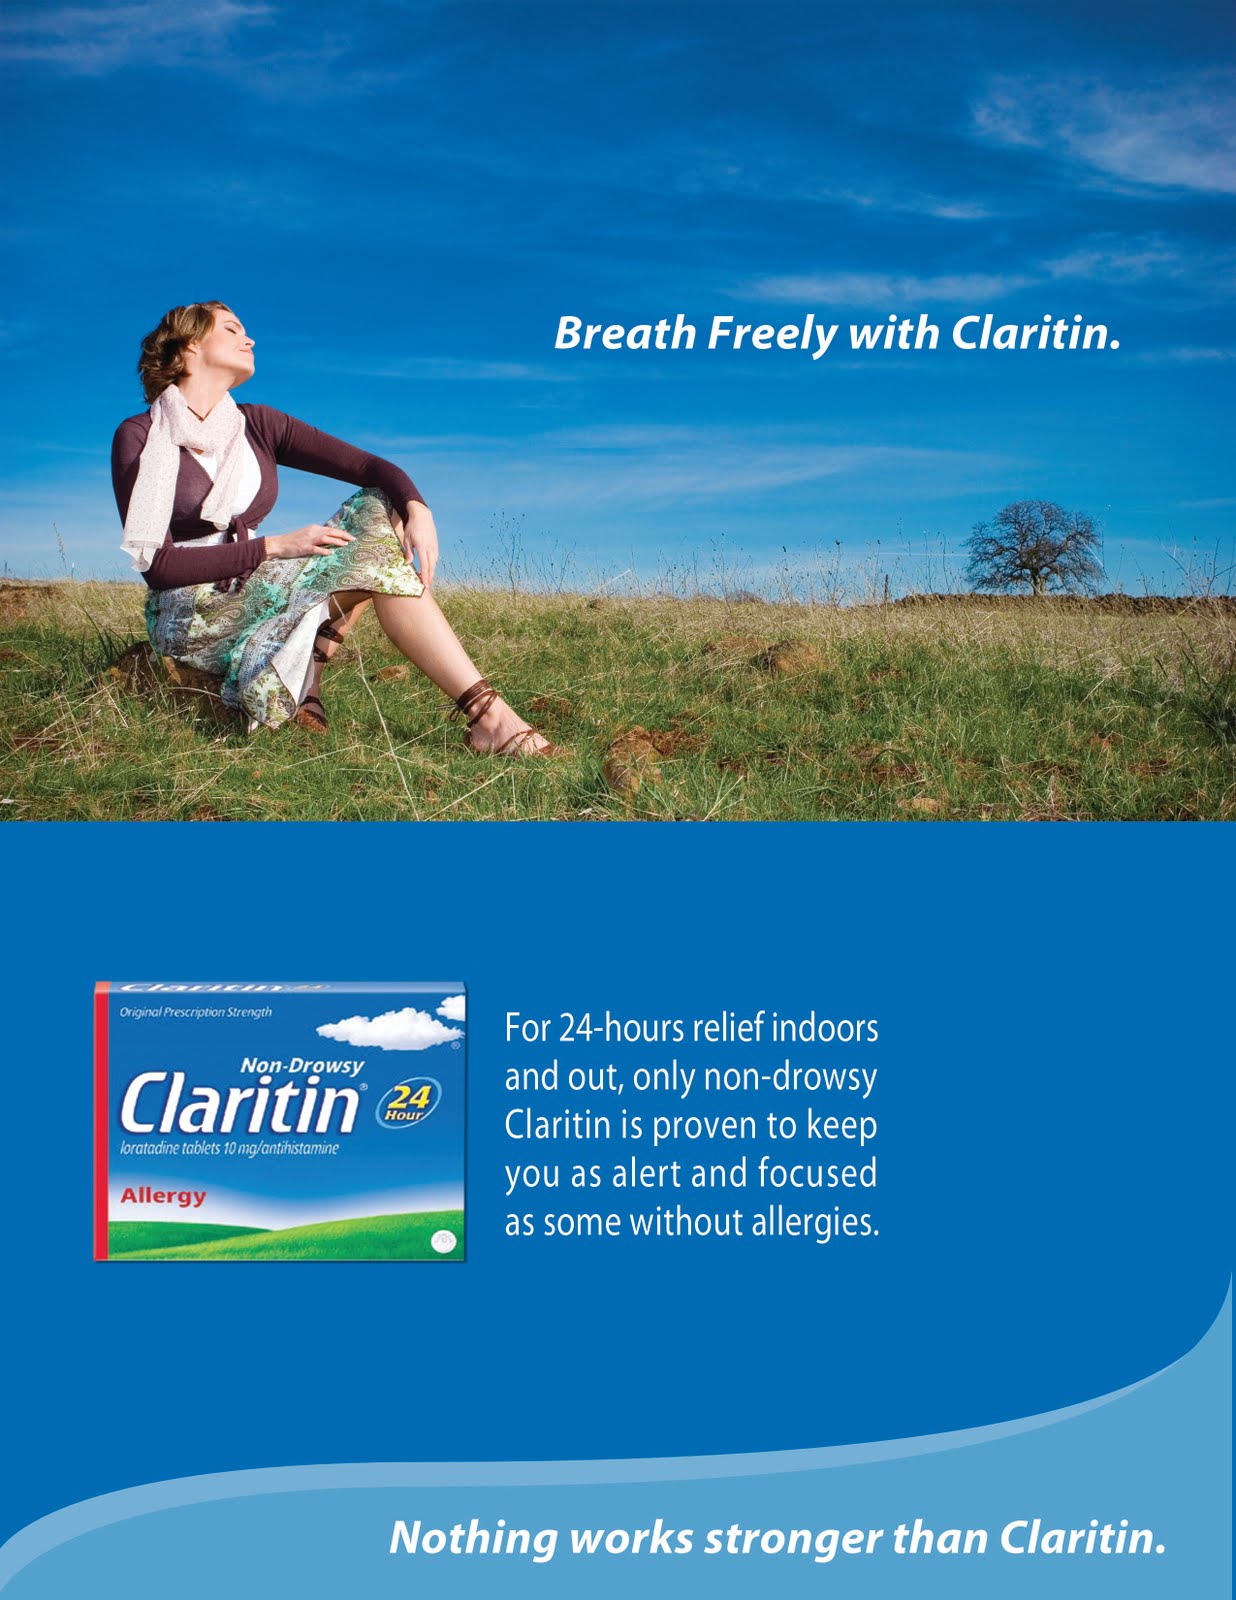 Breath Freely with Claritin.
Claritin 24
Original Prescription Strength
Non-Drowsy
Claritin®
24
Hour
loratadine tablets 10 mg/antihistamine
Allergy
For 24-hours relief indoors
and out, only non-drowsy
Claritin is proven to keep
you as alert and focused
as some without allergies.
Nothing works stronger than Claritin.